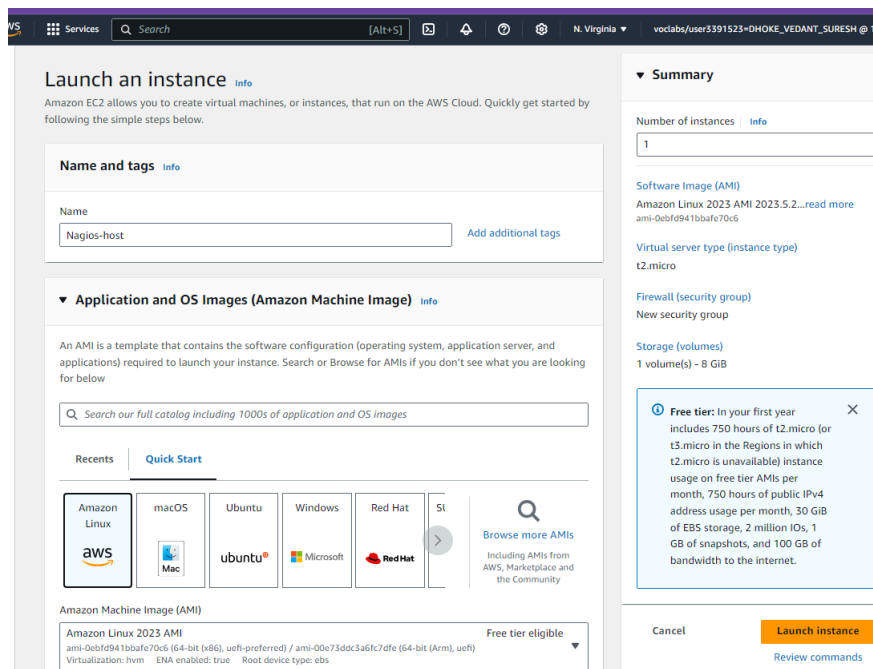 aws
Services
Search
[Alt+S]
N. Virginia
voclabs/user3391523=DHOKE_VEDANT_SURESH @
Launch an instance Info
Amazon EC2 allows you to create virtual machines, or instances, that run on the AWS Cloud. Quickly get started by
following the simple steps below.
Name and tags Info
Name
Nagios-host
Add additional tags
Application and OS Images (Amazon Machine Image) Info
An AMI is a template that contains the software configuration (operating system, application server, and
applications) required to launch your instance. Search or Browse for AMIs if you don't see what you are looking
for below
Search our full catalog including 1000s of application and OS images
Recents
Quick Start
Amazon
Linux
aws
macOS
Mac
Ubuntu
ubuntu
Windows
Microsoft
Red Hat
Red Hat
Browse more AMIs
Including AMIs from
AWS, Marketplace and
the Community
Amazon Machine Image (AMI)
Amazon Linux 2023 AMI
Free tier eligible
ami-0ebfd941bbafe70c6 (64-bit (x86), uefi-preferred) / ami-00e73ddc3a6fc7dfe (64-bit (Arm), uefi)
Virtualization: hvm ENA enabled: true Root device type: ebs
Summary
Number of instances Info
1
Software Image (AMI)
Amazon Linux 2023 AMI 2023.5.2...read more
ami-0ebfd941bbafe70c6
Virtual server type (instance type)
t2.micro
Firewall (security group)
New security group
Storage (volumes)
1 volume(s) - 8 GiB
Free tier: In your first year
includes 750 hours of t2.micro (or
t3.micro in the Regions in which
t2.micro is unavailable) instance
usage on free tier AMIs per
month, 750 hours of public IPv4
address usage per month, 30 GiB
of EBS storage, 2 million IOs, 1
GB of snapshots, and 100 GB of
bandwidth to the internet.
Cancel
Launch instance
Review commands